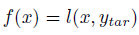 f(x) = l(x, y_{tar})